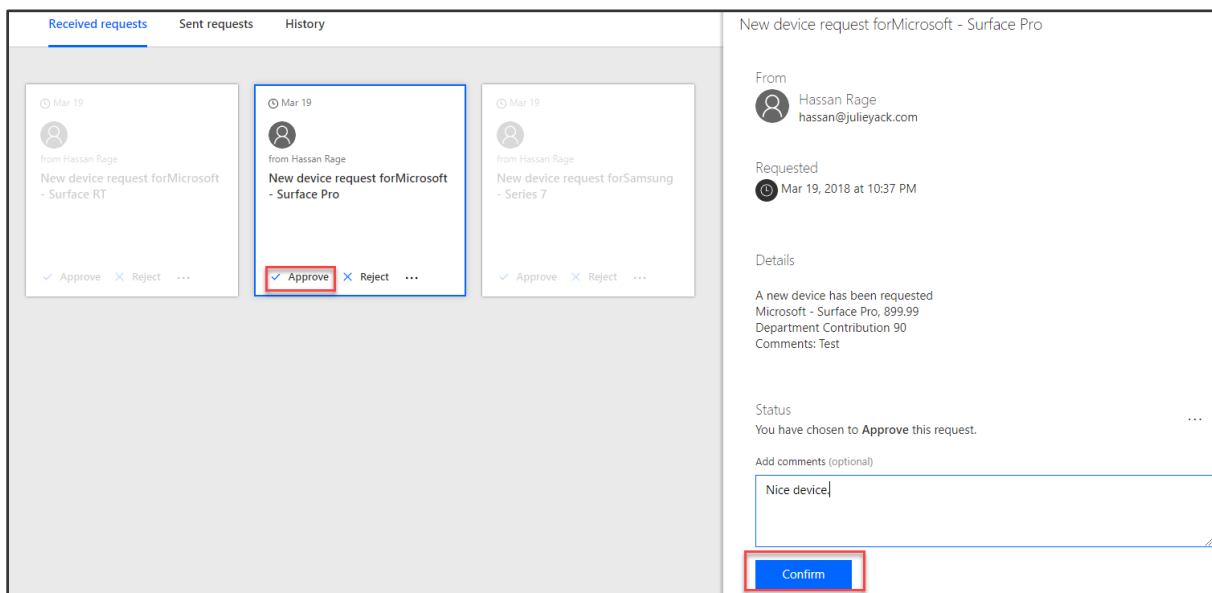 Received requests Sent requests History
Mar 19
from Hassan Rage
New device request forMicrosoft
- Surface RT
Approve Reject ...
Mar 19
from Hassan Rage
New device request forMicrosoft
- Surface Pro
Approve Reject ...
Mar 19
from Hassan Rage
New device request forSamsung
- Series 7
Approve Reject ...
New device request forMicrosoft - Surface Pro
From
Hassan Rage
hassan@julieyack.com
Requested
Mar 19, 2018 at 10:37 PM
Details
A new device has been requested
Microsoft - Surface Pro, 899.99
Department Contribution 90
Comments: Test
Status
...
You have chosen to Approve this request.
Add comments (optional)
Nice device.
Confirm